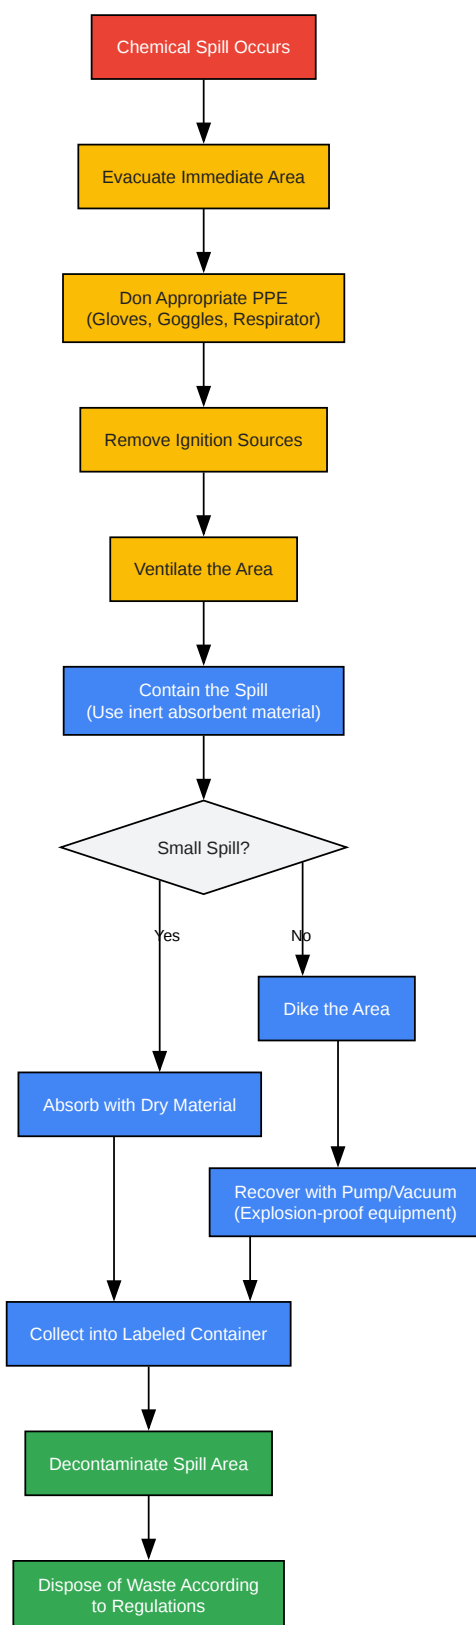 Chemical Spill Occurs
Evacuate Immediate Area
Don Appropriate PPE
(Gloves, Goggles, Respirator)
Remove Ignition Sources
Ventilate the Area
Contain the Spill
(Use inert absorbent material)
Small Spill?
Yes
No
Dike the Area
Absorb with Dry Material
Recover with Pump/Vacuum
(Explosion-proof equipment)
Collect into Labeled Container
Decontaminate Spill Area
Dispose of Waste According
to Regulations